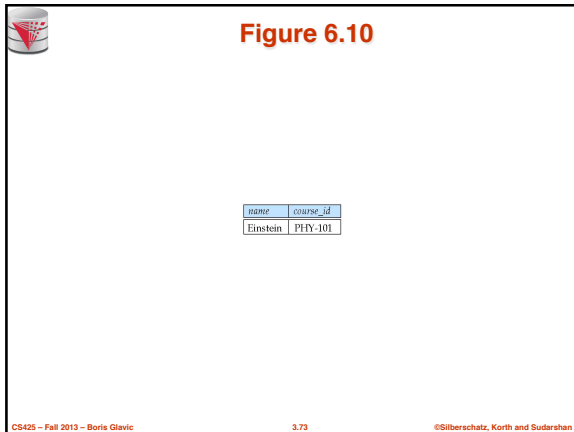 Figure 6.10
name course_id
Einstein PHY-101
CS425 – Fall 2013 – Boris Glavic 3.73 ©Silberschatz, Korth and Sudarshan